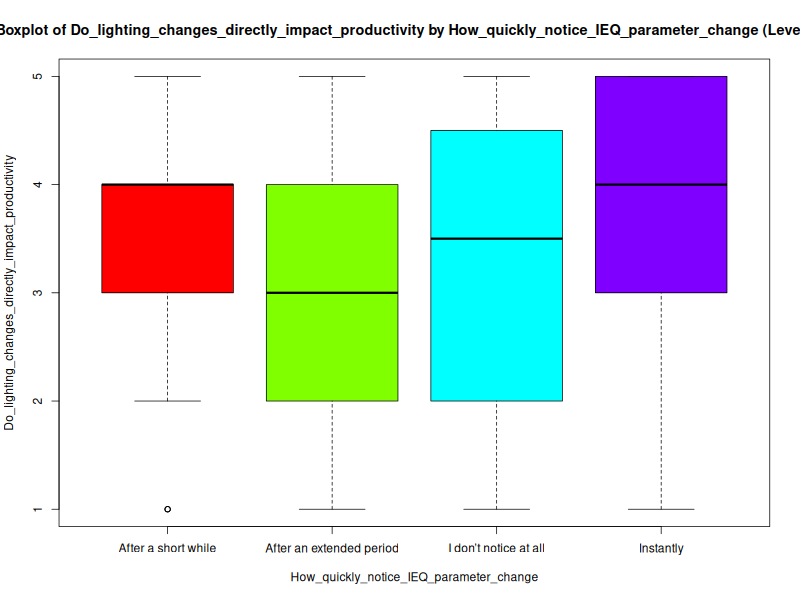 Boxplot of Do_lighting_changes_directly_impact_productivity by How_quickly_notice_IEQ_parameter_change (Leve
Do_lighting_changes_directly_impact_productivity
5
4
3
2
1
After a short while
After an extended period
I don't notice at all
Instantly
How_quickly_notice_IEQ_parameter_change